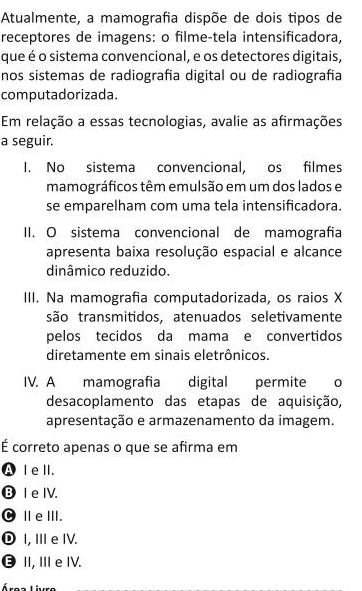 Atualmente, a mamografia dispõe de dois tipos de
receptores de imagens: o filme-tela intensificadora,
que é o sistema convencional, e os detectores digitais,
nos sistemas de radiografia digital ou de radiografia
computadorizada.
Em relação a essas tecnologias, avalie as afirmações
a seguir.
I. No sistema convencional, os filmes
mamográficos têm emulsão em um dos lados e
se emparelham com uma tela intensificadora.
II. O sistema convencional de mamografia
apresenta baixa resolução espacial e alcance
dinâmico reduzido.
III. Na mamografia computadorizada, os raios X
são transmitidos, atenuados seletivamente
pelos tecidos da mama e convertidos
diretamente em sinais eletrônicos.
IV. A mamografia digital permite o
desacoplamento das etapas de aquisição,
apresentação e armazenamento da imagem.
É correto apenas o que se afirma em
A I e II.
B I e IV.
C II e III.
D I, III e IV.
E II, III e IV.
Área Livre